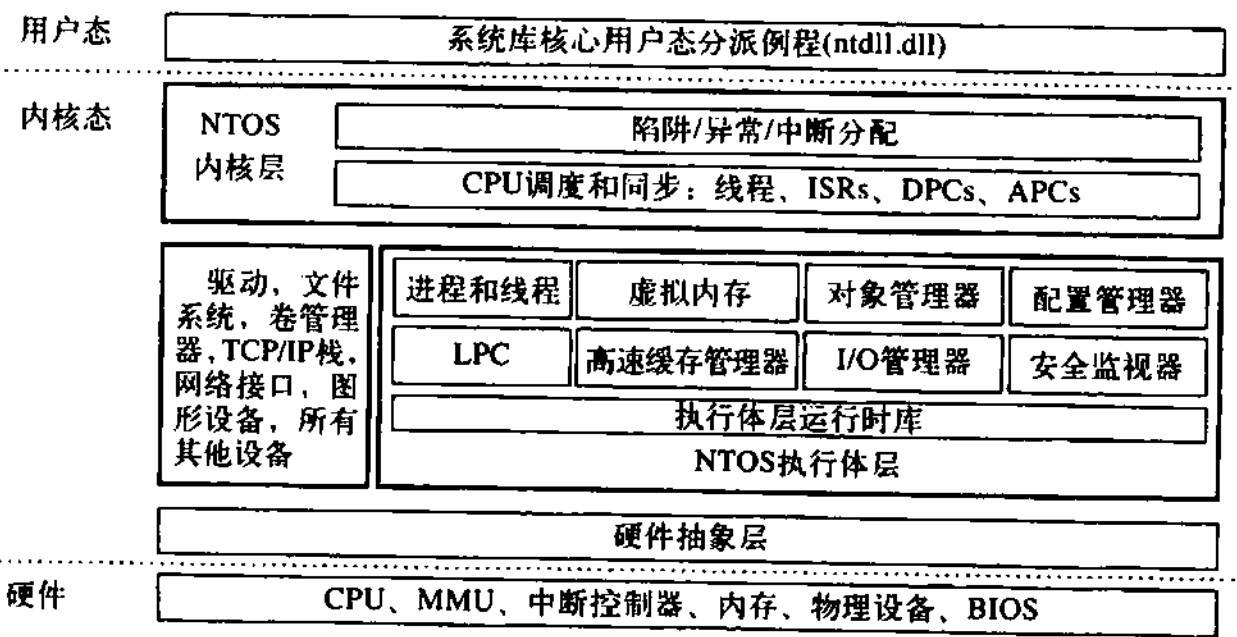 用户态
系统库核心用户态分派例程(ntdll.dll)
内核态
NTOS
内核层
陷阱/异常/中断分配
CPU调度和同步：线程、ISRs、DPCs、APCs
驱动，文件
系统，卷管理
器，TCP/IP栈，
网络接口，图
形设备，所有
其他设备
进程和线程
虚拟内存
对象管理器
配置管理器
LPC
高速缓存管理器
I/O管理器
安全监视器
执行体层运行时库
NTOS执行体层
硬件抽象层
硬件
CPU、MMU、中断控制器、内存、物理设备、BIOS